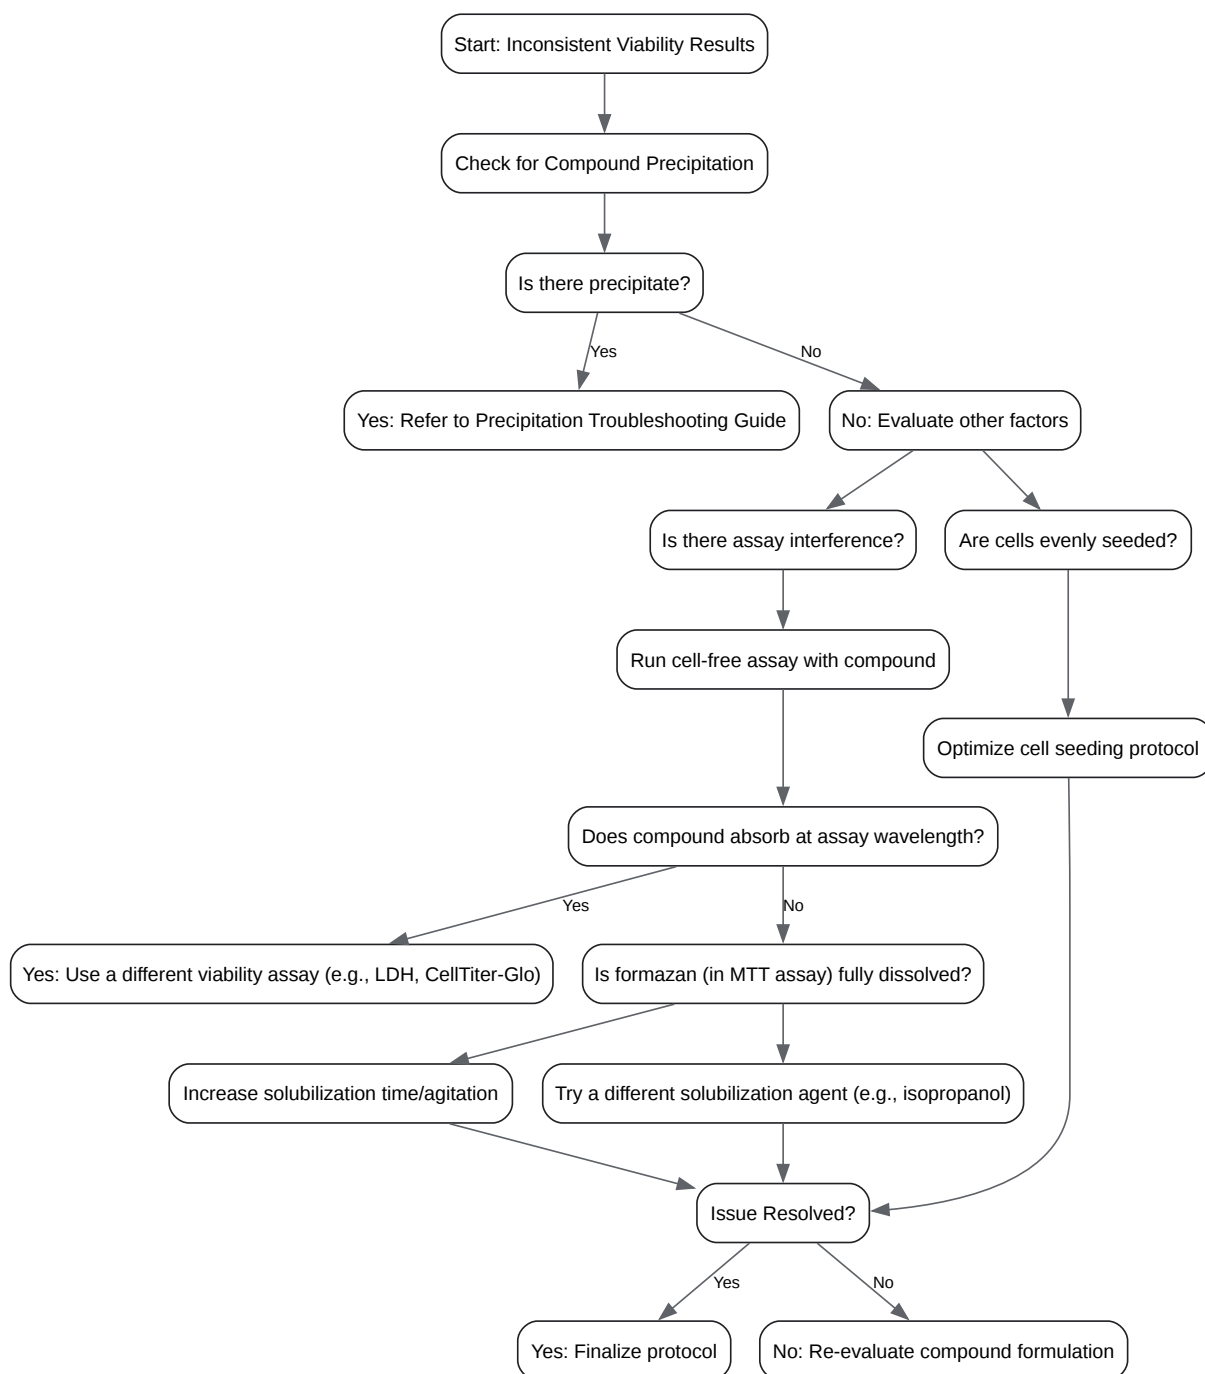 Start: Inconsistent Viability Results
Check for Compound Precipitation
Is there precipitate?
Yes
No
Yes: Refer to Precipitation Troubleshooting Guide
No: Evaluate other factors
Is there assay interference?
Are cells evenly seeded?
Run cell-free assay with compound
Optimize cell seeding protocol
Does compound absorb at assay wavelength?
Yes
No
Yes: Use a different viability assay (e.g., LDH, CellTiter-Glo)
Is formazan (in MTT assay) fully dissolved?
Increase solubilization time/agitation
Try a different solubilization agent (e.g., isopropanol)
Issue Resolved?
Yes
No
Yes: Finalize protocol
No: Re-evaluate compound formulation